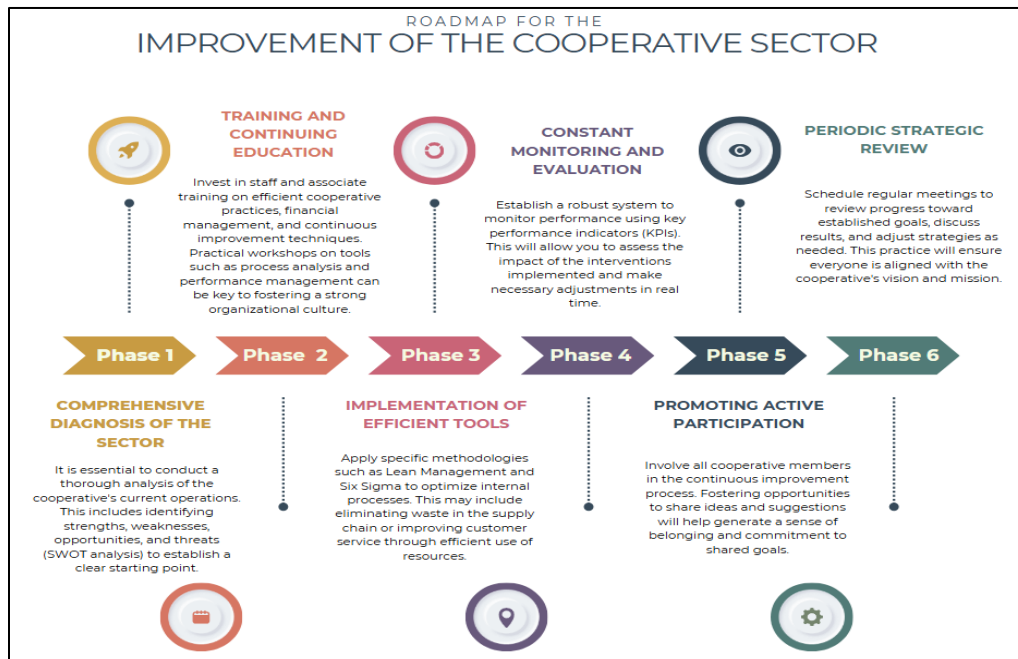 ROADMAP FOR THE
IMPROVEMENT OF THE COOPERATIVE SECTOR
TRAINING AND
CONTINUING
EDUCATION
Invest in staff and associate
training on efficient cooperative
practices, financial
management, and continuous
improvement techniques.
Practical workshops on tools
such as process analysis and
performance management can
be key to fostering a strong
organizational culture.
CONSTANT
MONITORING AND
EVALUATION
Establish a robust system to
monitor performance using key
performance indicators (KPIs).
This will allow you to assess the
impact of the interventions
implemented and make
necessary adjustments in real
time.
PERIODIC STRATEGIC
REVIEW
Schedule regular meetings to
review progress toward
established goals, discuss
results, and adjust strategies as
needed. This practice will ensure
everyone is aligned with the
cooperative's vision and mission.
Phase 1
Phase 2
Phase 3
Phase 4
Phase 5
Phase 6
COMPREHENSIVE
DIAGNOSIS OF THE
SECTOR
It is essential to conduct a
thorough analysis of the
cooperative's current operations.
This includes identifying
strengths, weaknesses,
opportunities, and threats
(SWOT analysis) to establish a
clear starting point.
IMPLEMENTATION OF
EFFICIENT TOOLS
Apply specific methodologies
such as Lean Management and
Six Sigma to optimize internal
processes. This may include
eliminating waste in the supply
chain or improving customer
service through efficient use of
resources.
PROMOTING ACTIVE
PARTICIPATION
Involve all cooperative members
in the continuous improvement
process. Fostering opportunities
to share ideas and suggestions
will help generate a sense of
belonging and commitment to
shared goals.